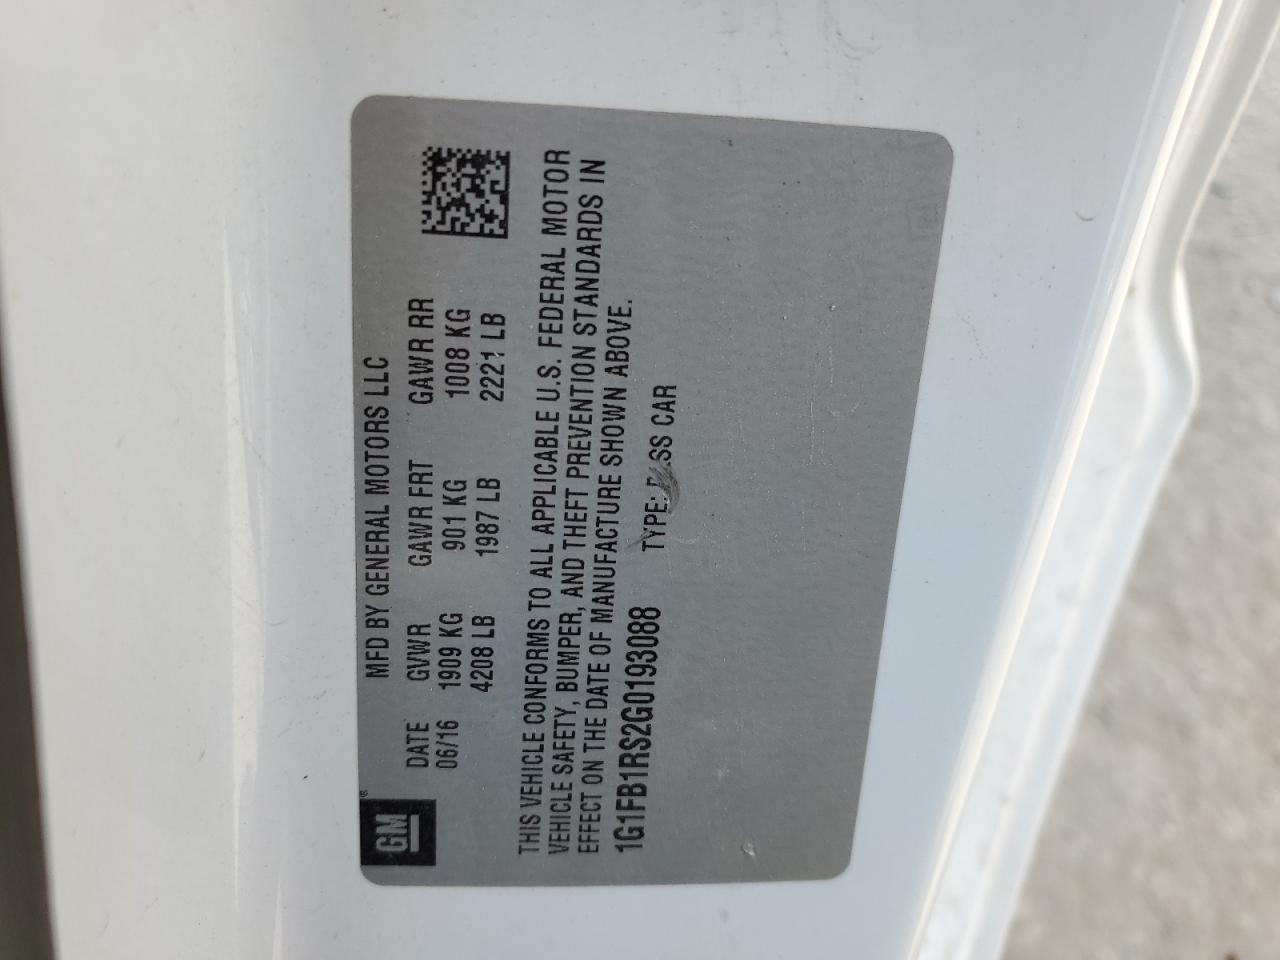 GM®
MFD BY GENERAL MOTORS LLC
DATE GVWR GAWR FRT GAWR RR
06/16 1909 KG 901 KG 1008 KG
4208 LB 1987 LB 2221 LB
THIS VEHICLE CONFORMS TO ALL APPLICABLE U.S. FEDERAL MOTOR
VEHICLE SAFETY, BUMPER, AND THEFT PREVENTION STANDARDS IN
EFFECT ON THE DATE OF MANUFACTURE SHOWN ABOVE.
1G1FB1RS2G0193088 TYPE: PASS CAR